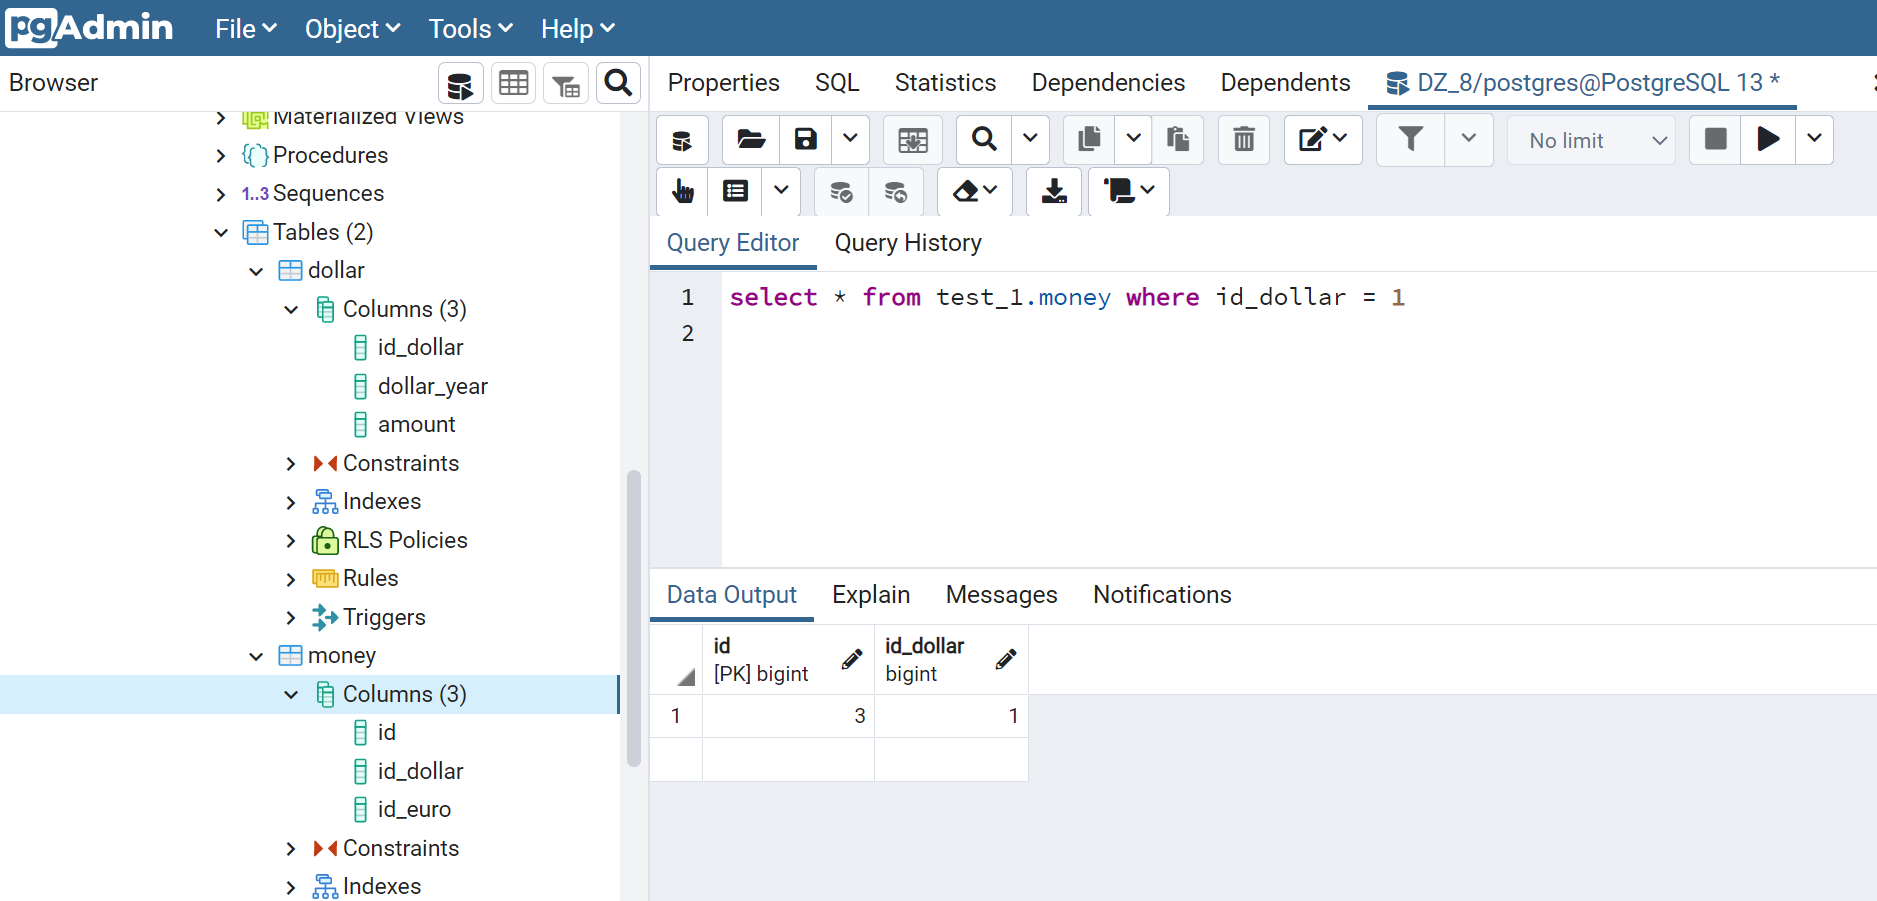 pgAdmin File Object Tools Help
Browser
Materialized Views
Procedures
1..3 Sequences
Tables (2)
dollar
Columns (3)
id_dollar
dollar_year
amount
Constraints
Indexes
RLS Policies
Rules
Triggers
money
Columns (3)
id
id_dollar
id_euro
Constraints
Indexes
Properties SQL Statistics Dependencies Dependents DZ_8/postgres@PostgreSQL 13 *
No limit
Query Editor Query History
1 select * from test_1.money where id_dollar = 1
2
Data Output Explain Messages Notifications
id id_dollar
[PK] bigint bigint
1 3 1